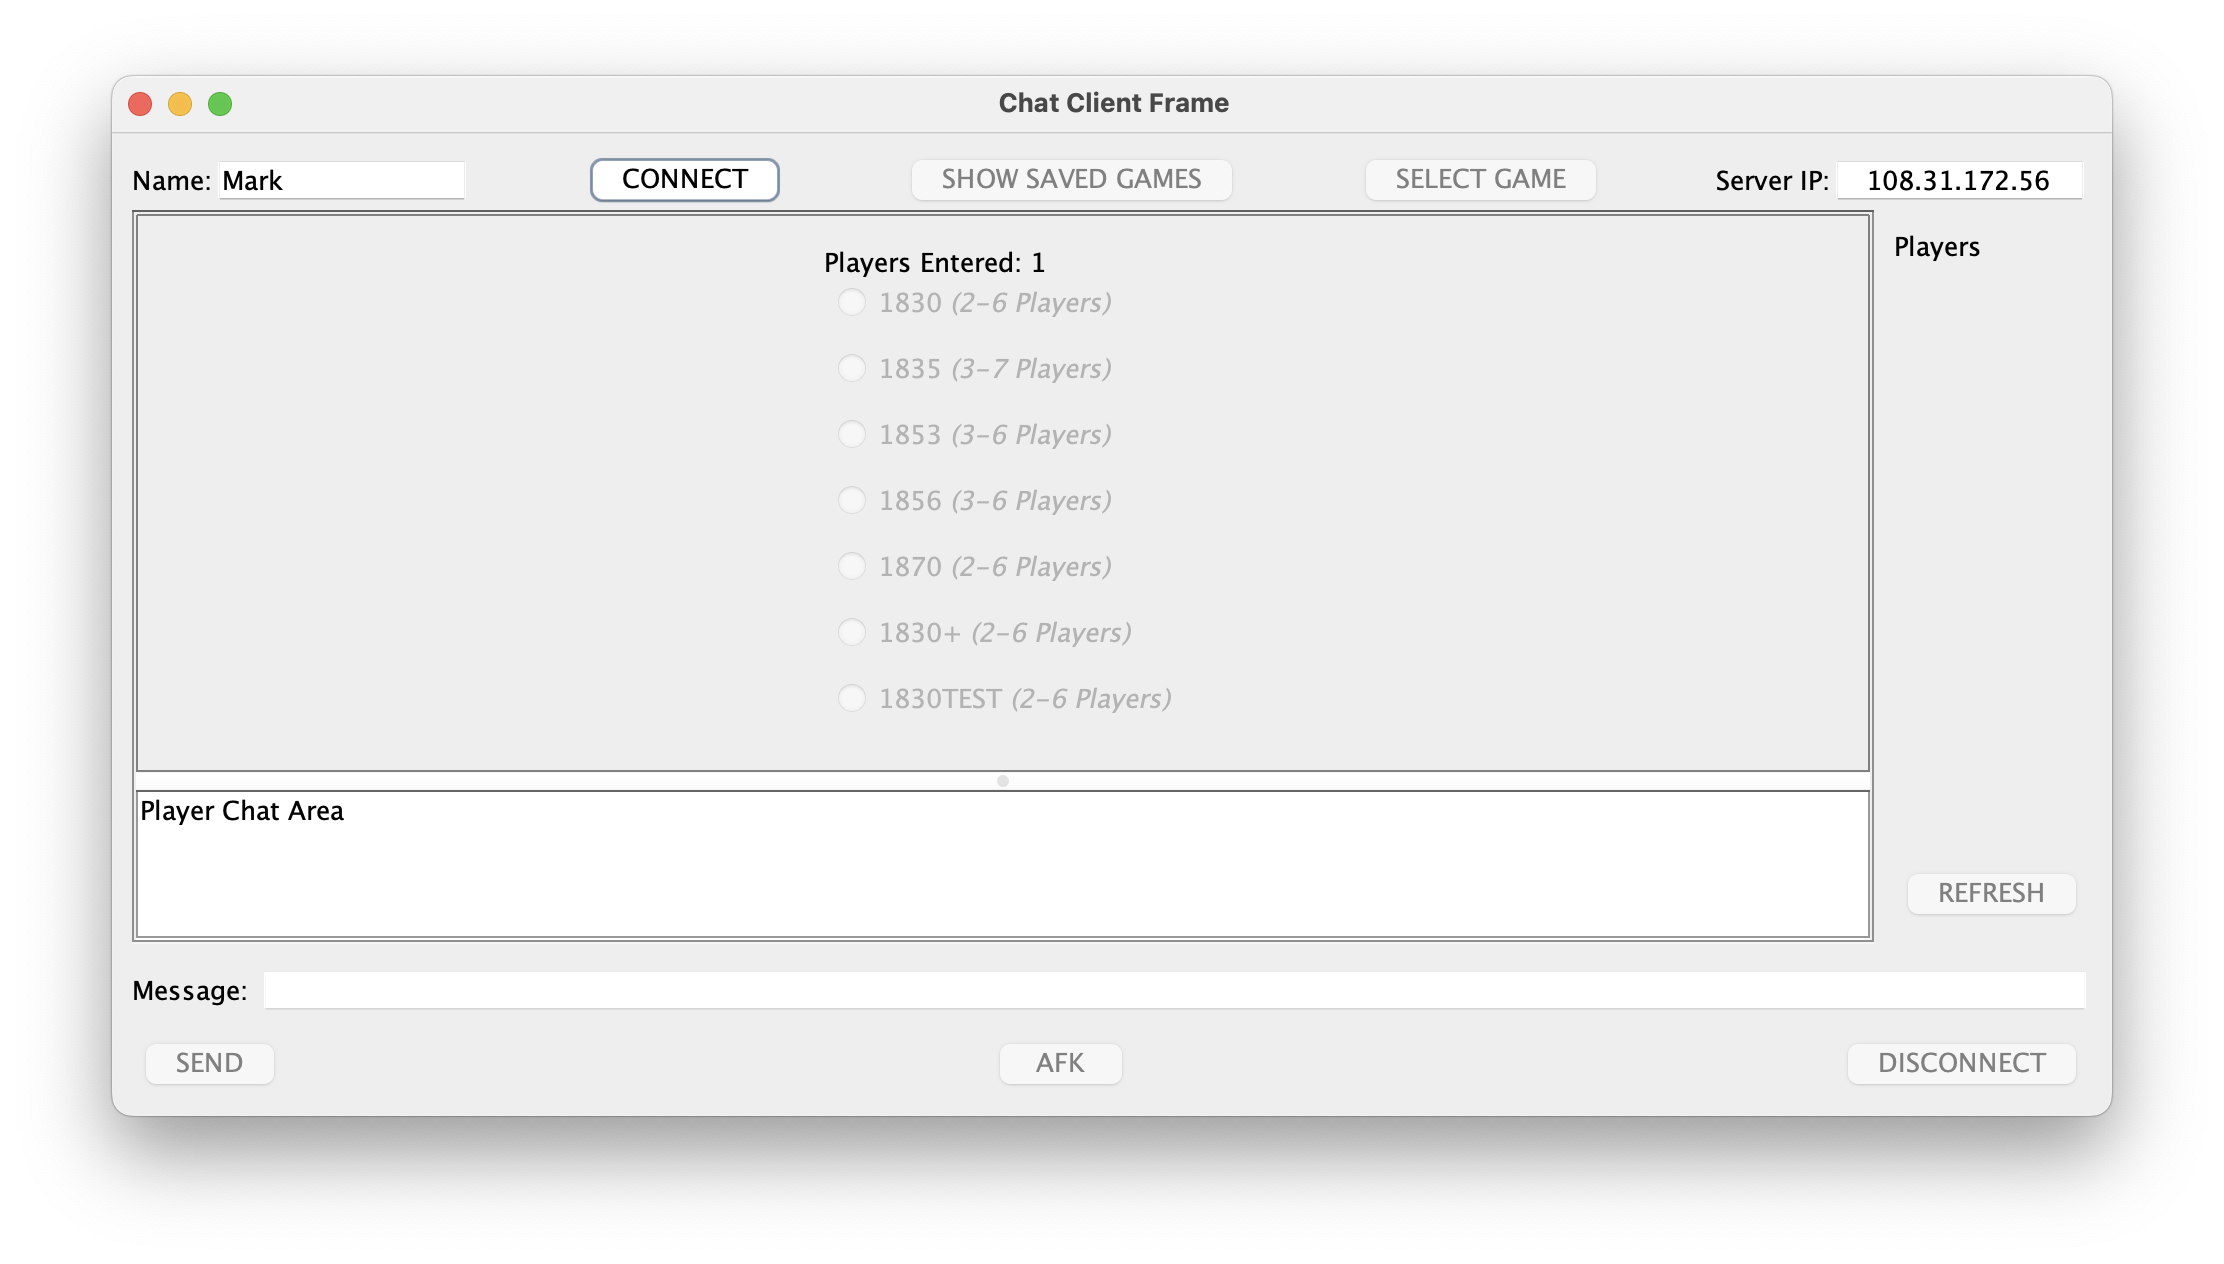 Chat Client Frame
Name: Mark CONNECT SHOW SAVED GAMES SELECT GAME Server IP: 108.31.172.56
Players Entered: 1
Players
1830 (2-6 Players)
1835 (3-7 Players)
1853 (3-6 Players)
1856 (3-6 Players)
1870 (2-6 Players)
1830+ (2-6 Players)
1830TEST (2-6 Players)
Player Chat Area
REFRESH
Message:
SEND AFK DISCONNECT